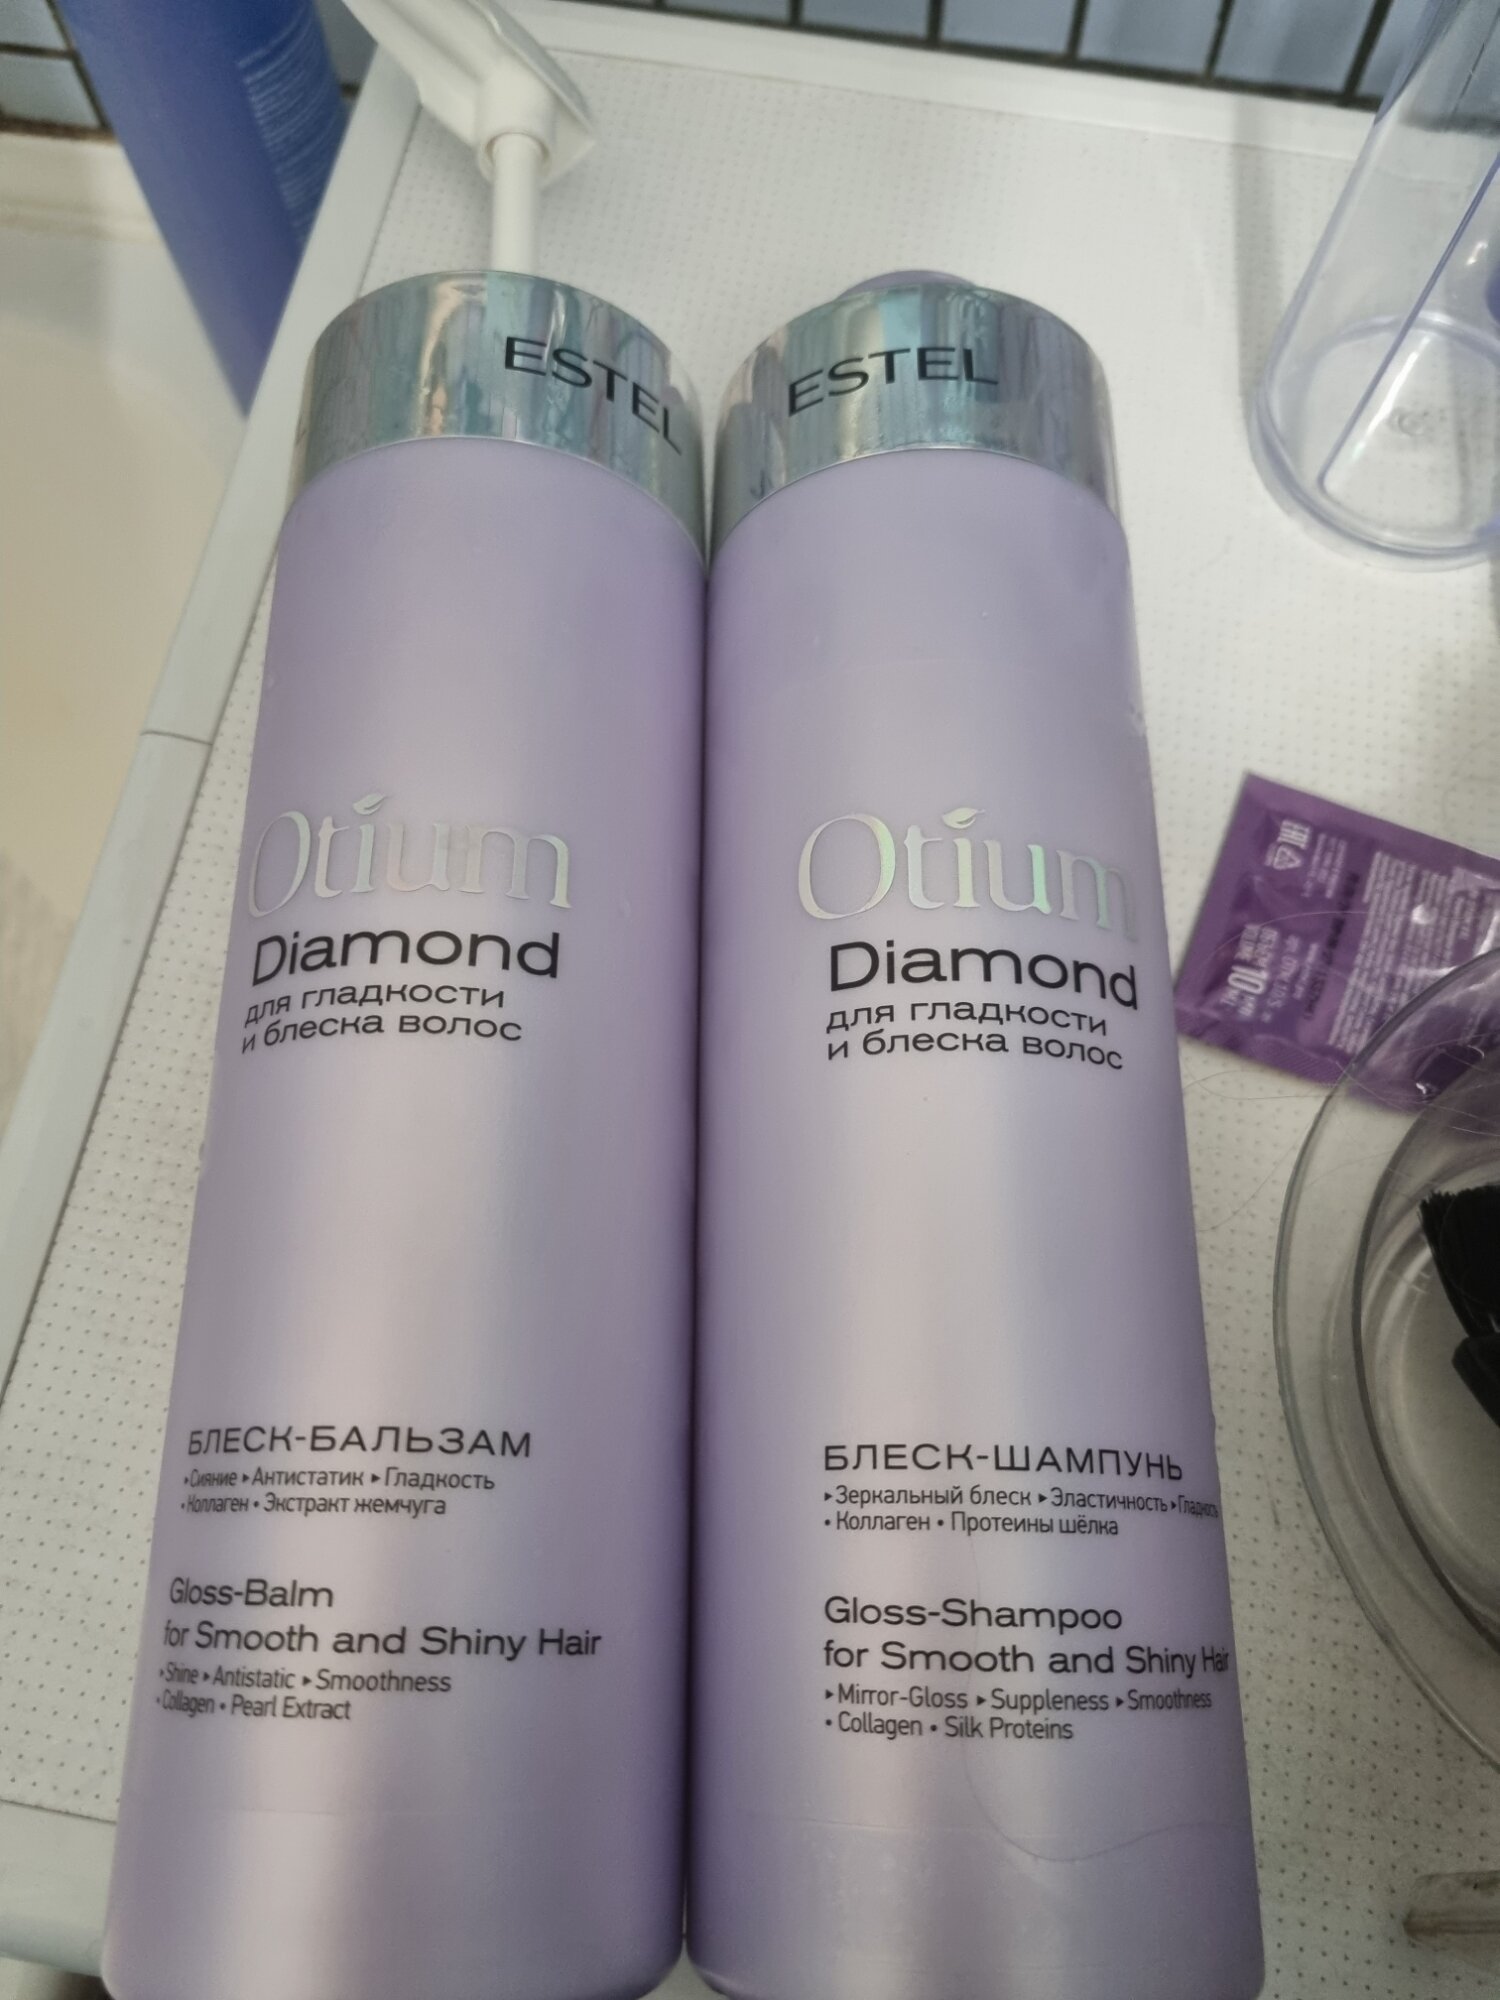 ESTEL
Otium
Diamond
для гладкости
и блеска волос
БЛЕСК-БАЛЬЗАМ
▸Сияние ▸Антистатик ▸Гладкость
•Коллаген • Экстракт жемчуга
Gloss-Balm
for Smooth and Shiny Hair
▸Shine ▸Antistatic ▸Smoothness
•Collagen • Pearl Extract
ESTEL
Otium
Diamond
для гладкости
и блеска волос
БЛЕСК-ШАМПУНЬ
▸Зеркальный блеск ▸Эластичность ▸Гладкость
• Коллаген • Протеины шёлка
Gloss-Shampoo
for Smooth and Shiny Hair
▸Mirror-Gloss ▸Suppleness ▸Smoothness
• Collagen • Silk Proteins
EAC
10